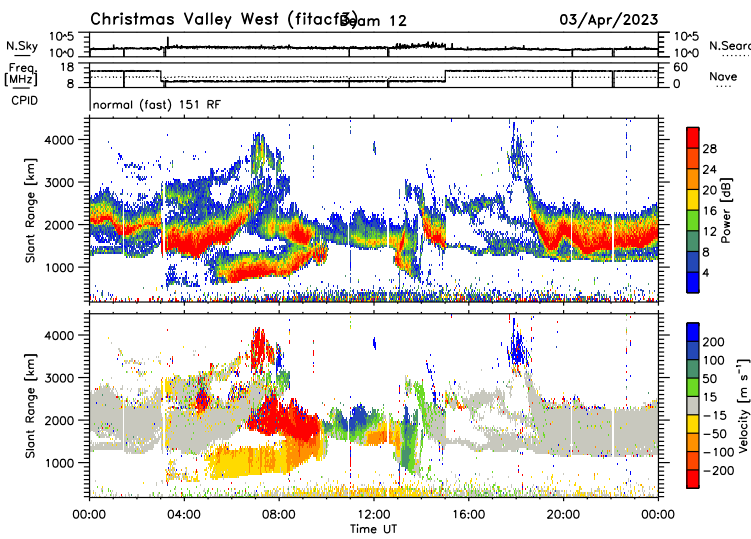 Christmas Valley West (fitacf3) Beam 12 03/Apr/2023
N.Sky 10^5 10^0 10^5 10^0 N.Searc
Freq. [MHz] 18 8 60 0 Nave
CPID normal (fast) 151 RF
Slant Range [km] 4000 3000 2000 1000
Power [dB] 28 24 20 16 12 8 4
Slant Range [km] 4000 3000 2000 1000
Velocity [m s⁻¹] 200 100 50 15 −15 −50 −100 −200
00:00 04:00 08:00 12:00 16:00 20:00 00:00
Time UT